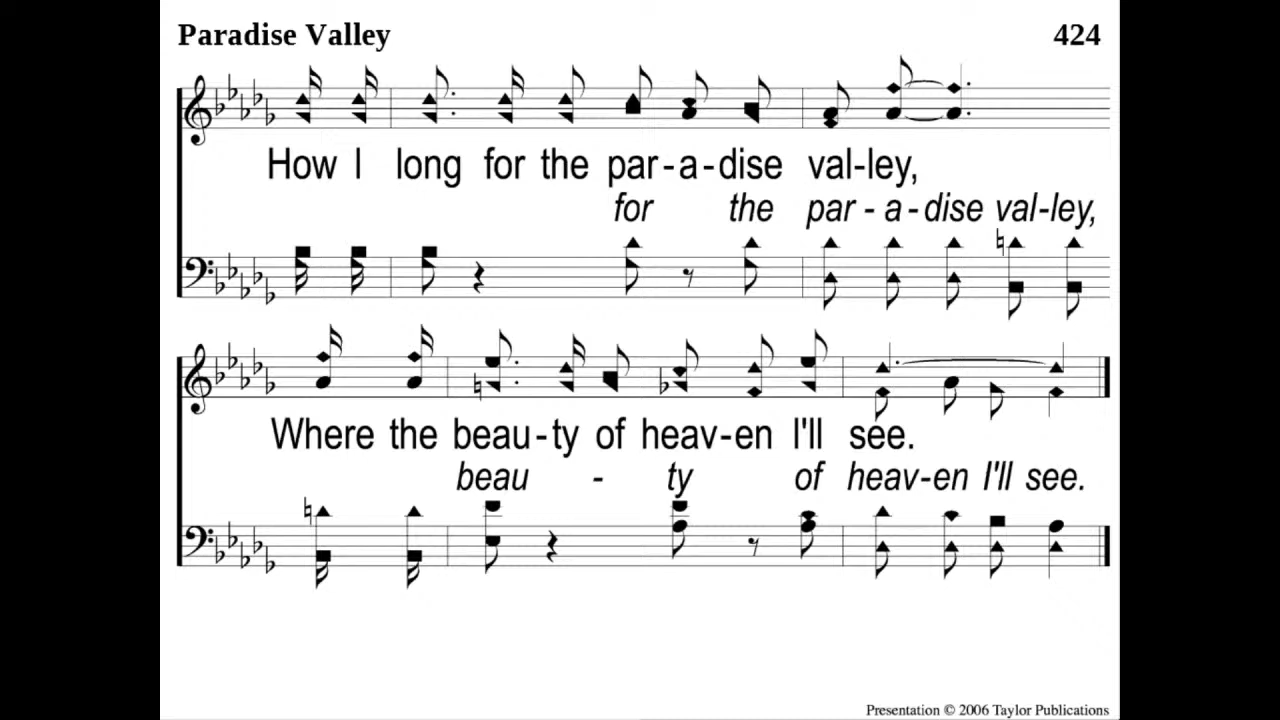 Paradise Valley 424
How I long for the par-a-dise val-ley,
for the par-a-dise val-ley,
Where the beau-ty of heav-en I'll see.
beau - ty of heav-en I'll see.
Presentation © 2006 Taylor Publications